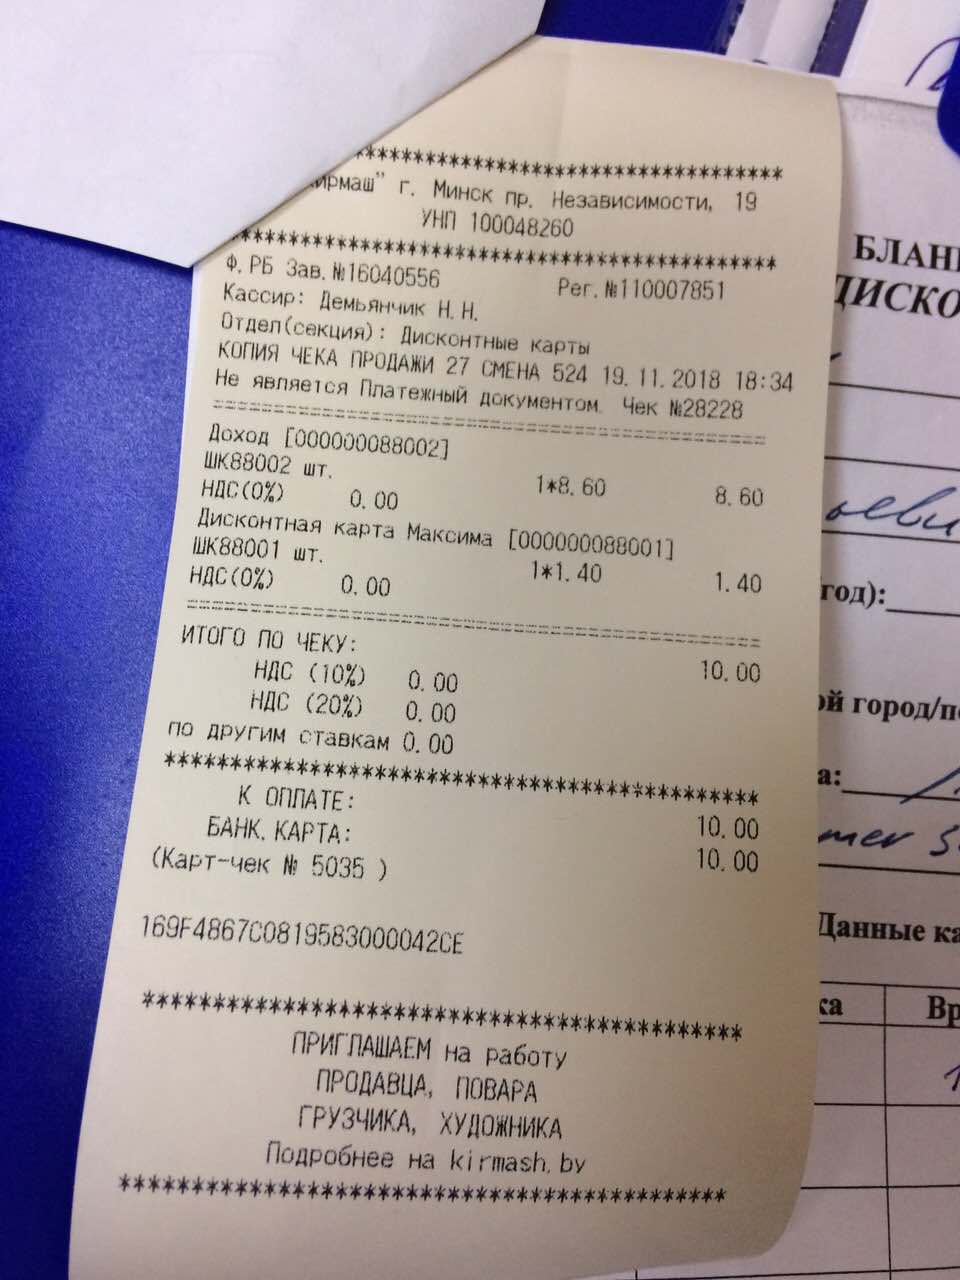 *******************************************
ирмаш" г. Минск пр. Независимости, 19
УНП 100048260
*******************************************
Ф. РБ Зав.№16040556 Рег.№110007851
Кассир: Демьянчик Н.Н.
Отдел(секция): Дисконтные карты
КОПИЯ ЧЕКА ПРОДАЖИ 27 СМЕНА 524 19.11.2018 18:34
Не является Платежный документом. Чек №28228
==================================================
Доход [000000088002]
ШК88002 шт. 1*8.60 8.60
НДС(0%) 0.00
Дисконтная карта Максима [000000088001]
ШК88001 шт. 1*1.40 1.40
НДС(0%) 0.00
==================================================
ИТОГО ПО ЧЕКУ: 10.00
НДС (10%) 0.00
НДС (20%) 0.00
по другим ставкам 0.00
*******************************************
К ОПЛАТЕ: 10.00
БАНК.КАРТА: 10.00
(Карт-чек № 5035 )
169F4867C0819583000042CE
*******************************************
ПРИГЛАШАЕМ на работу
ПРОДАВЦА, ПОВАРА
ГРУЗЧИКА, ХУДОЖНИКА
Подробнее на kirmash.by
*******************************************
БЛАН
ДИСКО
год):
ой город/п
а:
Данные ка
ка Вр